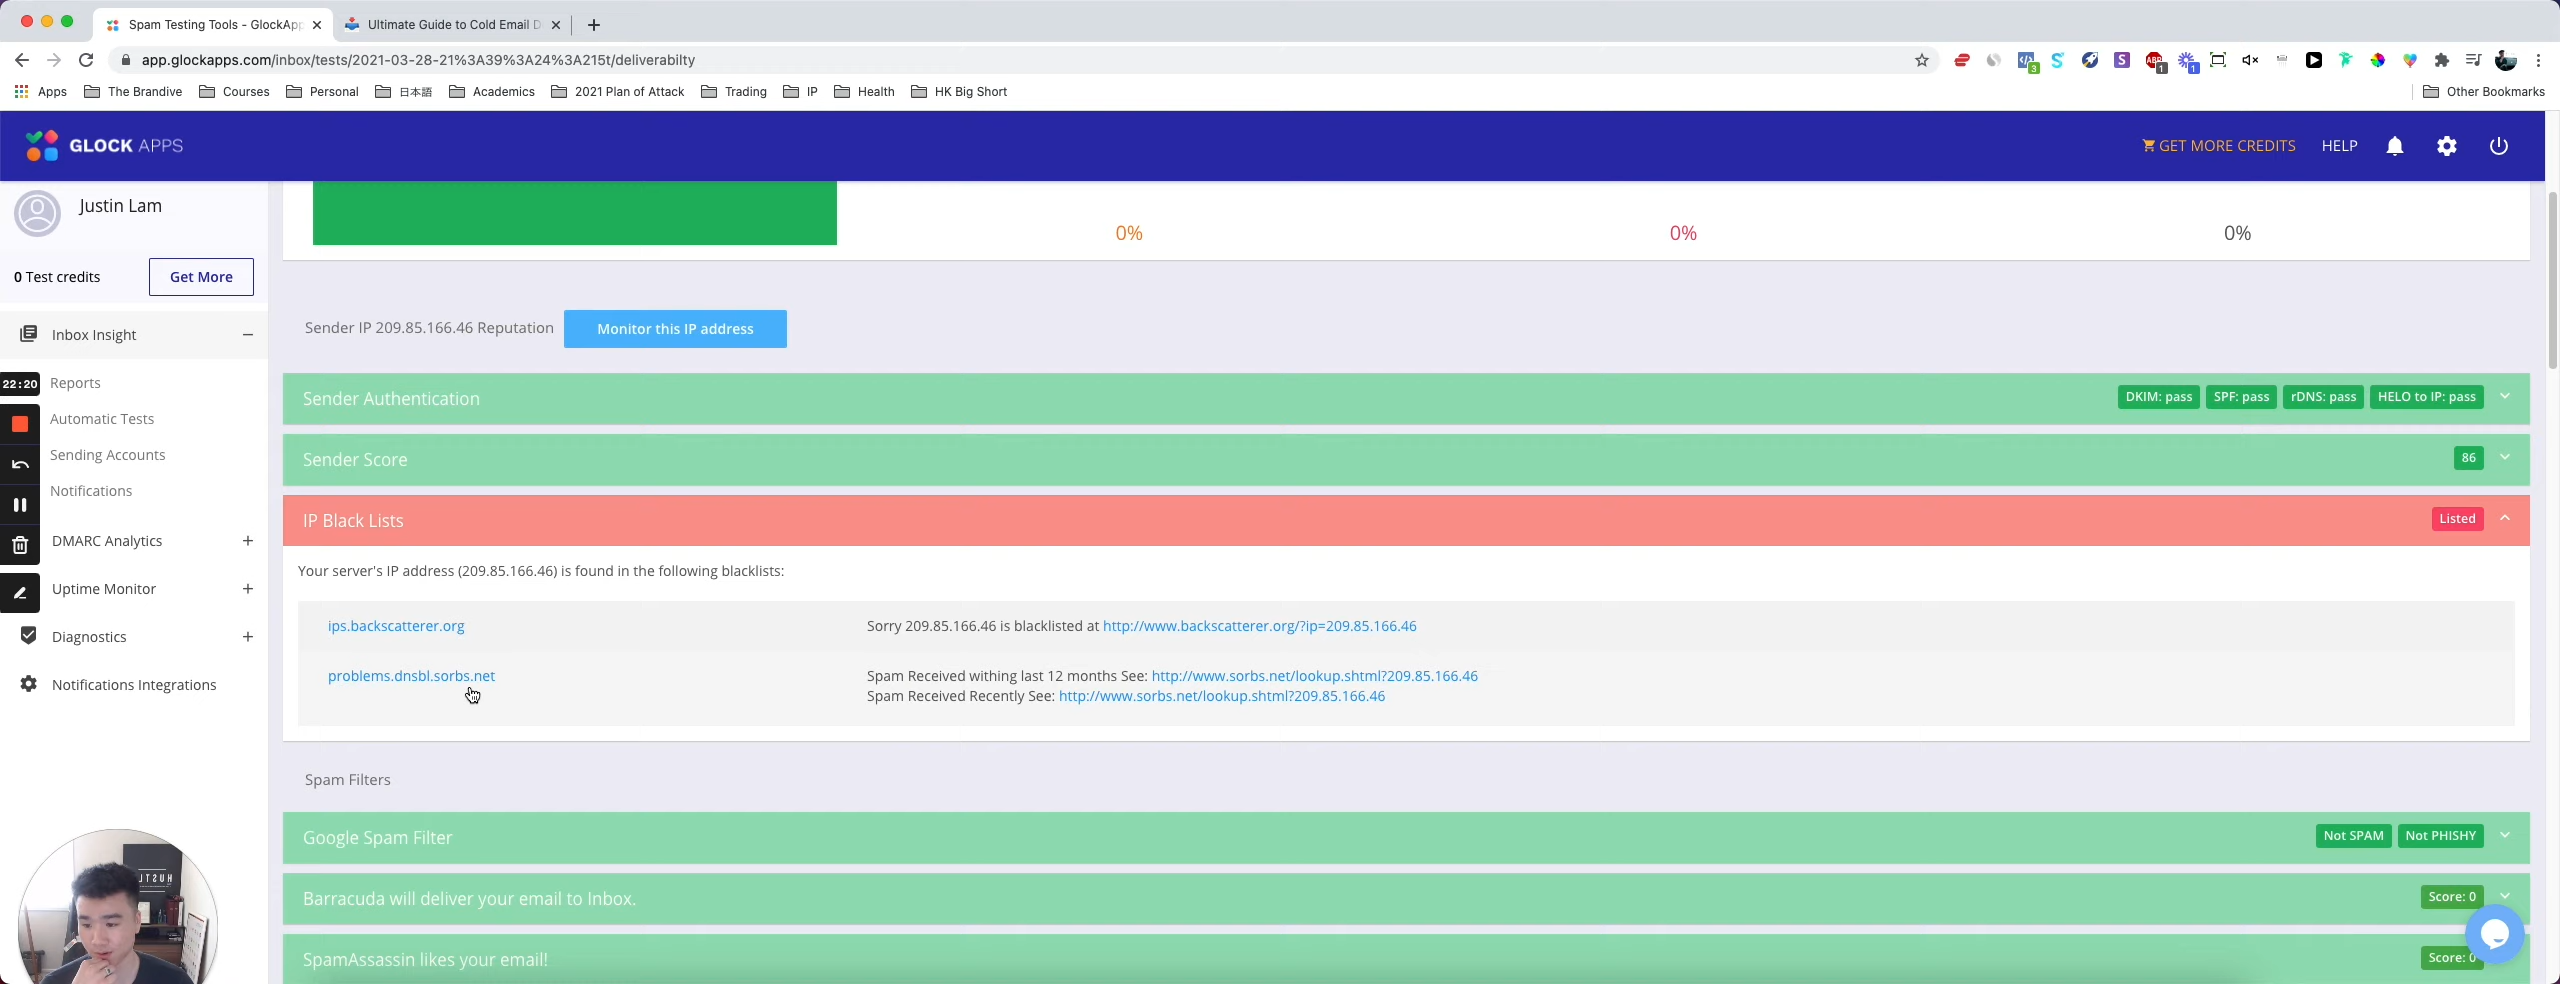 Spam Testing Tools - GlockApp
Ultimate Guide to Cold Email D
app.glockapps.com/inbox/tests/2021-03-28-21%3A39%3A24%3A215t/deliverabilty
3
ABP
1
1
Apps
The Brandive
Courses
Personal
日本語
Academics
2021 Plan of Attack
Trading
IP
Health
HK Big Short
Other Bookmarks
GLOCK APPS
GET MORE CREDITS
HELP
Justin Lam
0%
0%
0%
0 Test credits
Get More
Sender IP 209.85.166.46 Reputation
Monitor this IP address
Inbox Insight
22:20
Reports
Automatic Tests
Sending Accounts
Notifications
DMARC Analytics
Uptime Monitor
Diagnostics
Notifications Integrations
Sender Authentication
DKIM: pass
SPF: pass
rDNS: pass
HELO to IP: pass
Sender Score
86
IP Black Lists
Listed
Your server's IP address (209.85.166.46) is found in the following blacklists:
ips.backscatterer.org
Sorry 209.85.166.46 is blacklisted at http://www.backscatterer.org/?ip=209.85.166.46
problems.dnsbl.sorbs.net
Spam Received withing last 12 months See: http://www.sorbs.net/lookup.shtml?209.85.166.46
Spam Received Recently See: http://www.sorbs.net/lookup.shtml?209.85.166.46
Spam Filters
Google Spam Filter
Not SPAM
Not PHISHY
Barracuda will deliver your email to Inbox.
Score: 0
SpamAssassin likes your email!
Score: 0